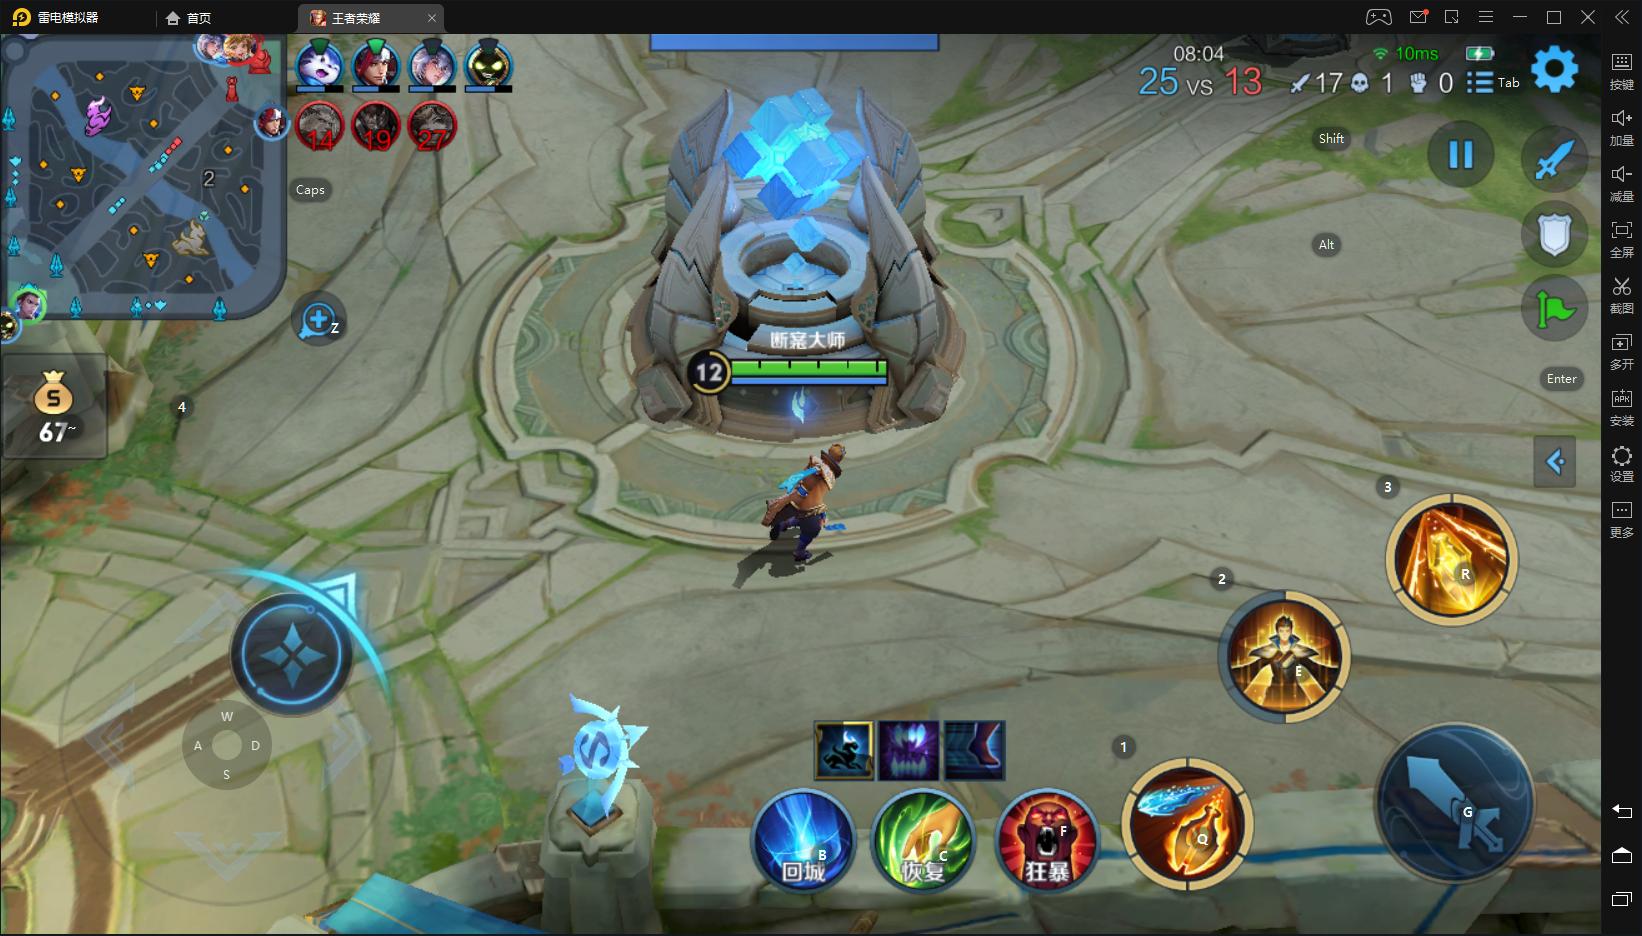 雷电模拟器
首页
王者荣耀
08:04
10ms
25 vs 13
17 1 0
Tab
14 19 27
Shift
Caps
2
Alt
Z
Enter
断案大师
12
S
67~
4
3
R
2
E
W
A D
S
1
G
B
回城
C
恢复
F
狂暴
Q
按键
加量
减量
全屏
截图
多开
APK
安装
设置
更多